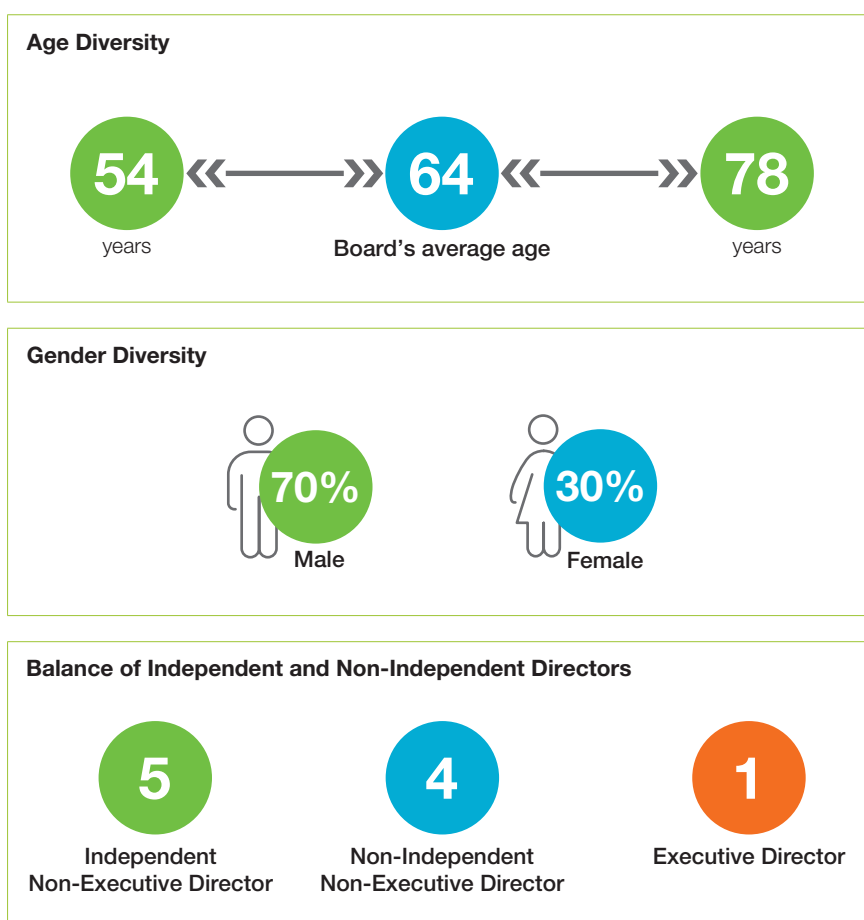 Age Diversity
54
64
78
years
Board's average age
years
Gender Diversity
70%
30%
Male
Female
Balance of Independent and Non-Independent Directors
5
4
1
Independent
Non-Executive Director
Non-Independent
Non-Executive Director
Executive Director